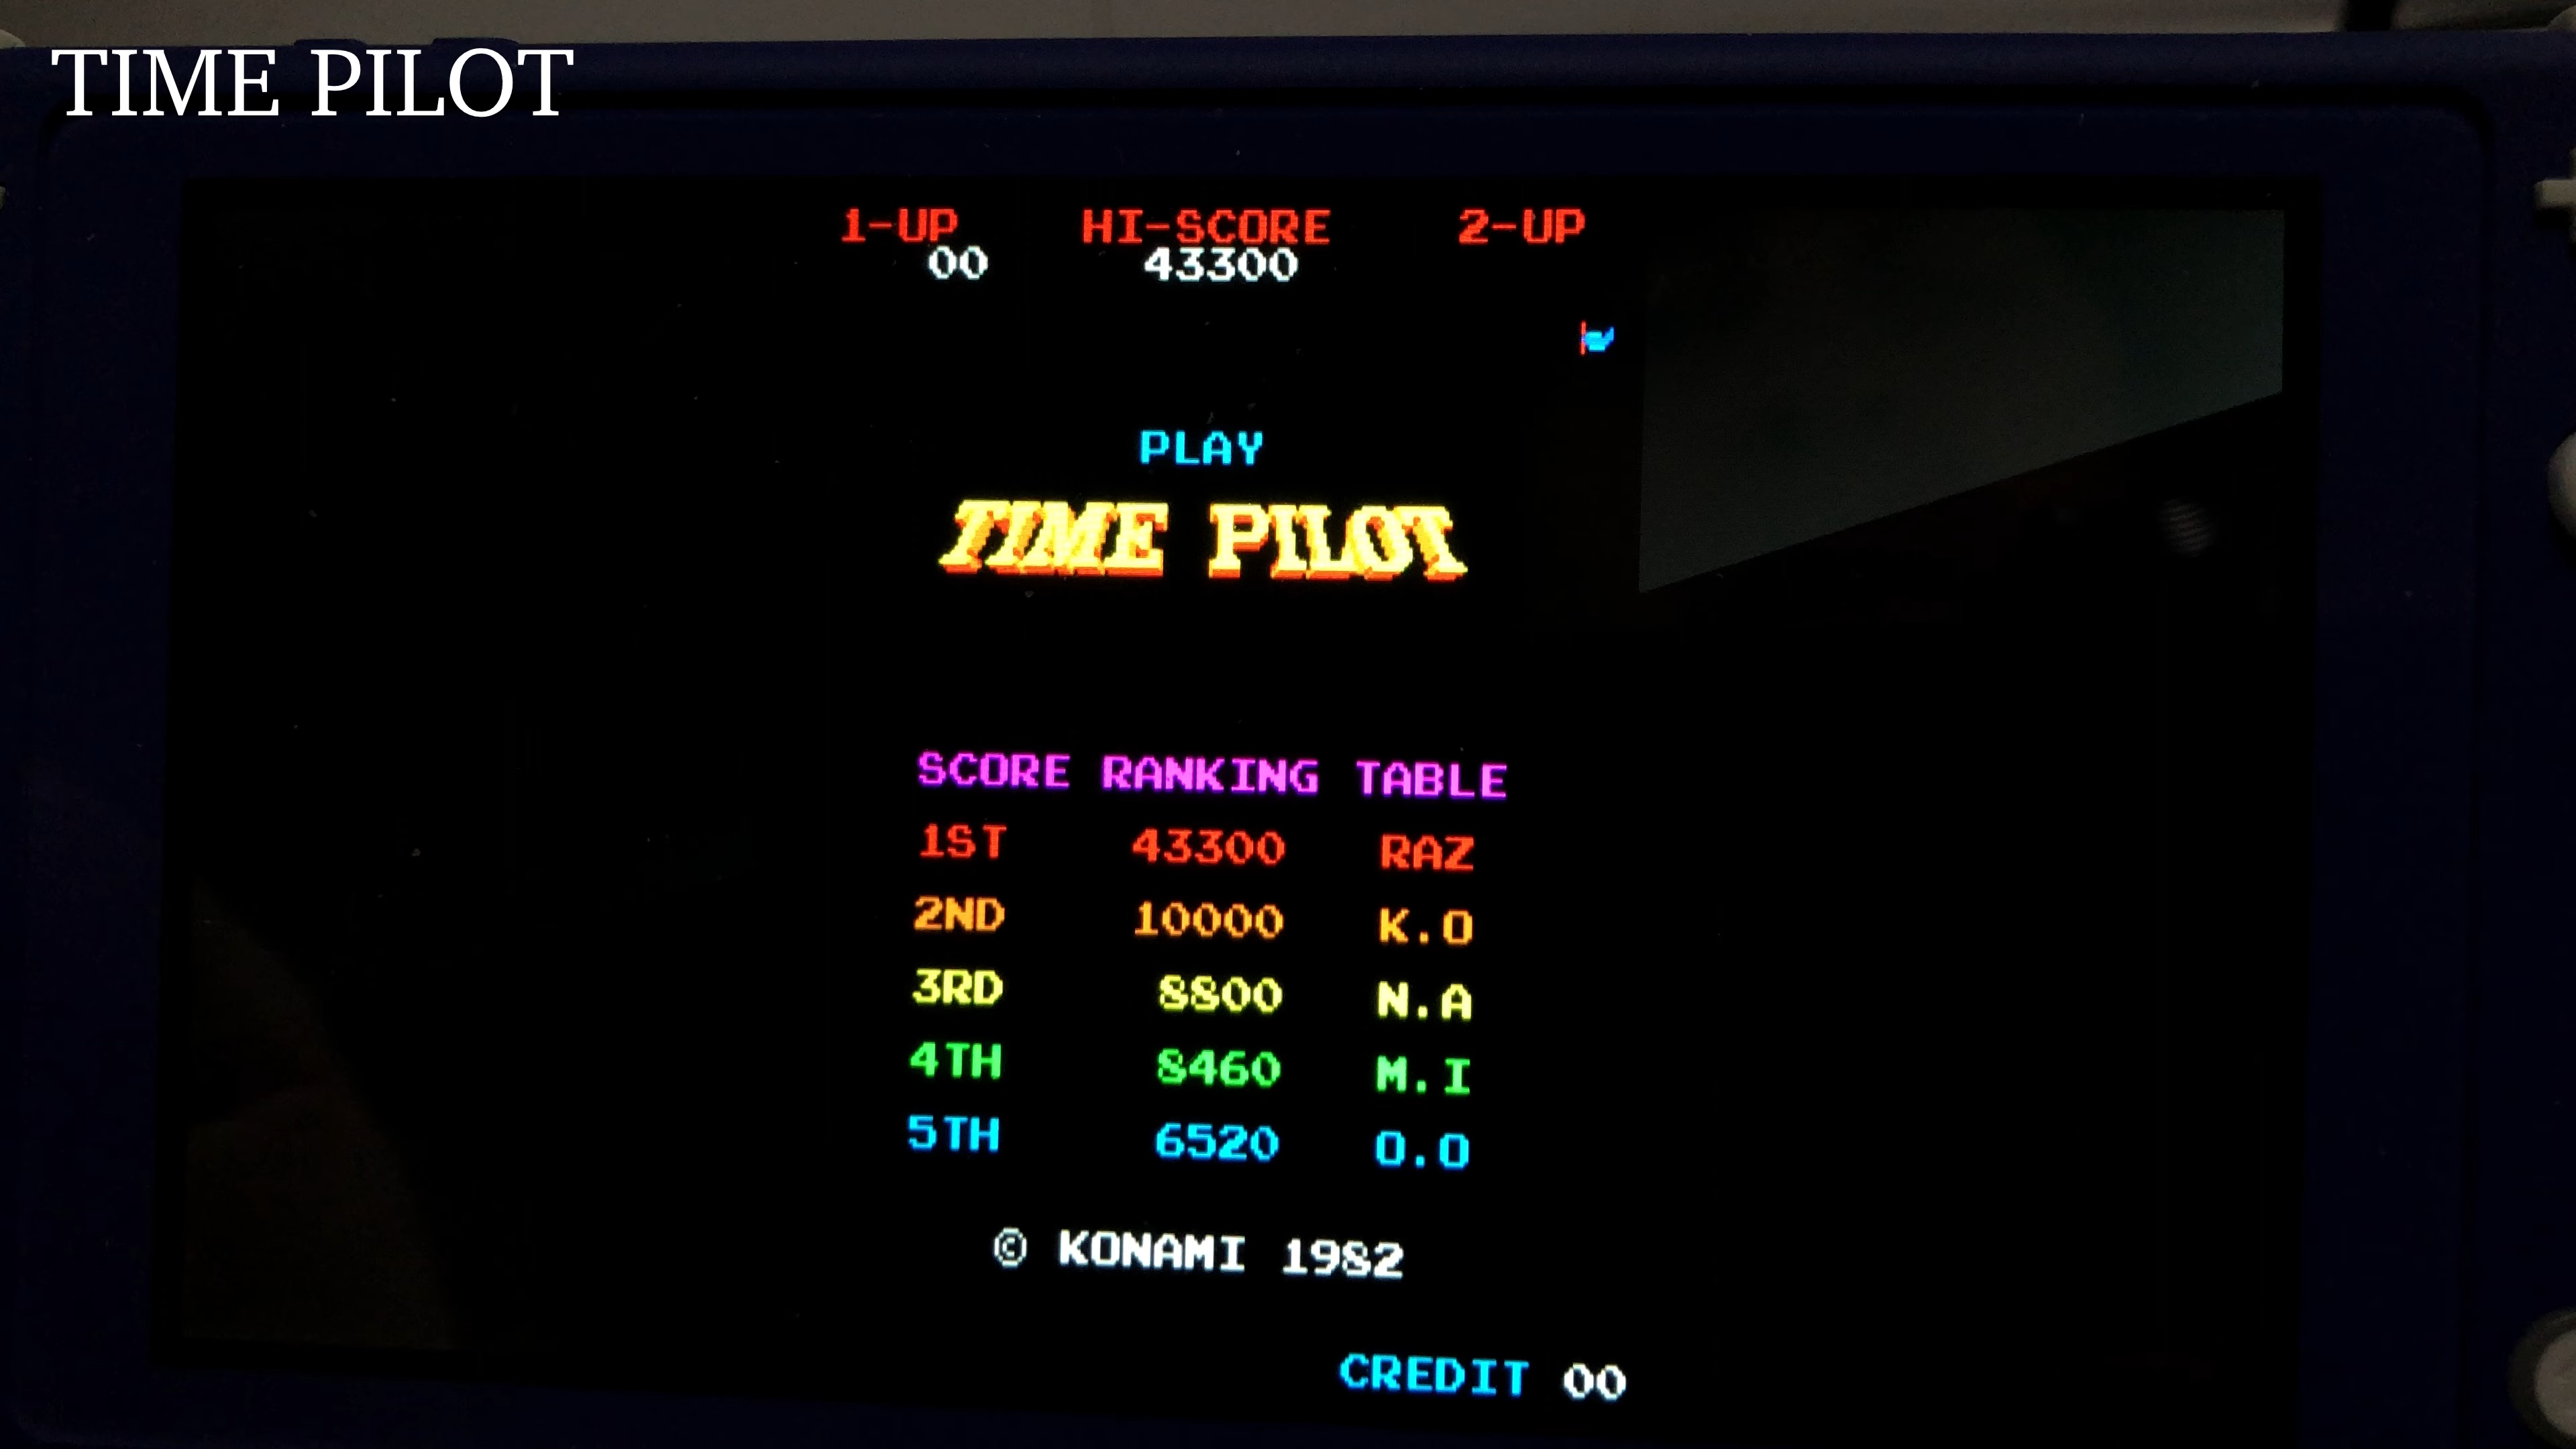 TIME PILOT
1-UP HI-SCORE 2-UP
00 43300
PLAY
TIME PILOT
SCORE RANKING TABLE
1ST 43300 RAZ
2ND 10000 K.O
3RD 8800 N.A
4TH 8460 M.I
5TH 6520 O.O
© KONAMI 1982
CREDIT 00